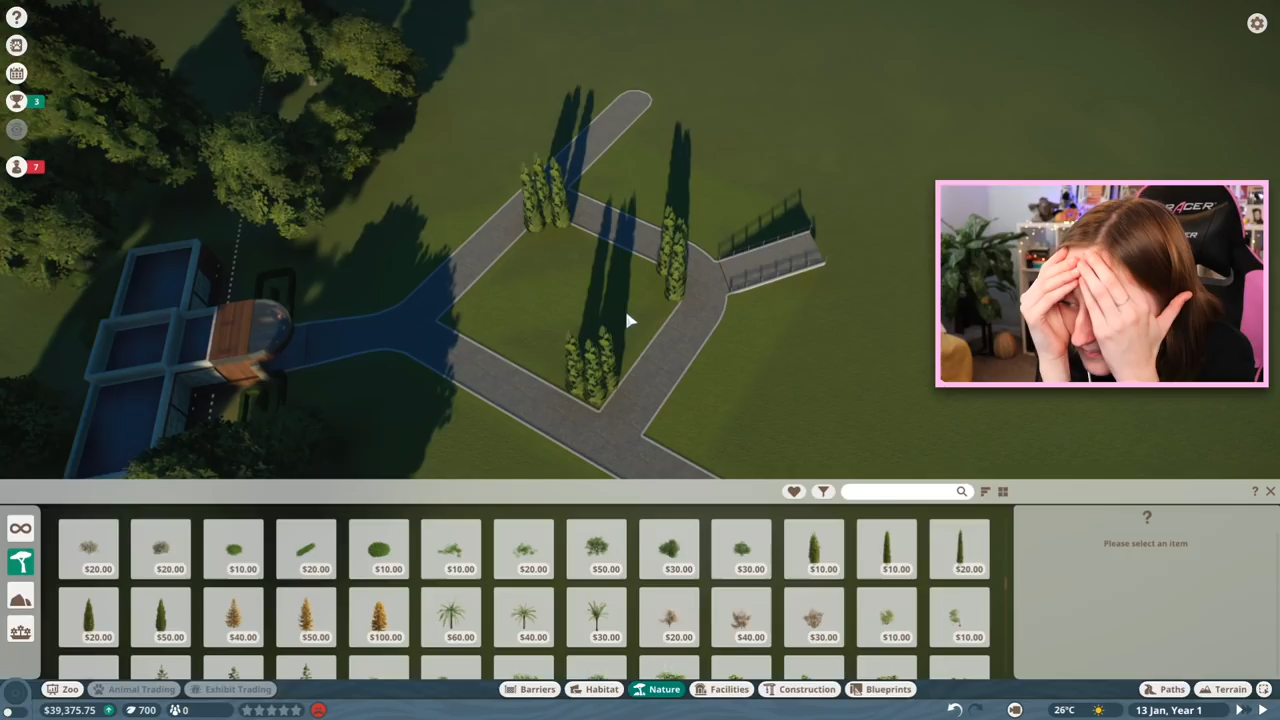 ?
3
7
RACER
?
$20.00 $20.00 $10.00 $20.00 $10.00 $10.00 $20.00 $50.00 $30.00 $30.00 $10.00 $10.00 $20.00
?
Please select an item
$20.00 $50.00 $40.00 $50.00 $100.00 $60.00 $40.00 $30.00 $20.00 $40.00 $30.00 $10.00 $10.00
Zoo Animal Trading Exhibit Trading Barriers Habitat Nature Facilities Construction Blueprints Paths Terrain
$39,375.75 700 0 26°C 13 Jan, Year 1